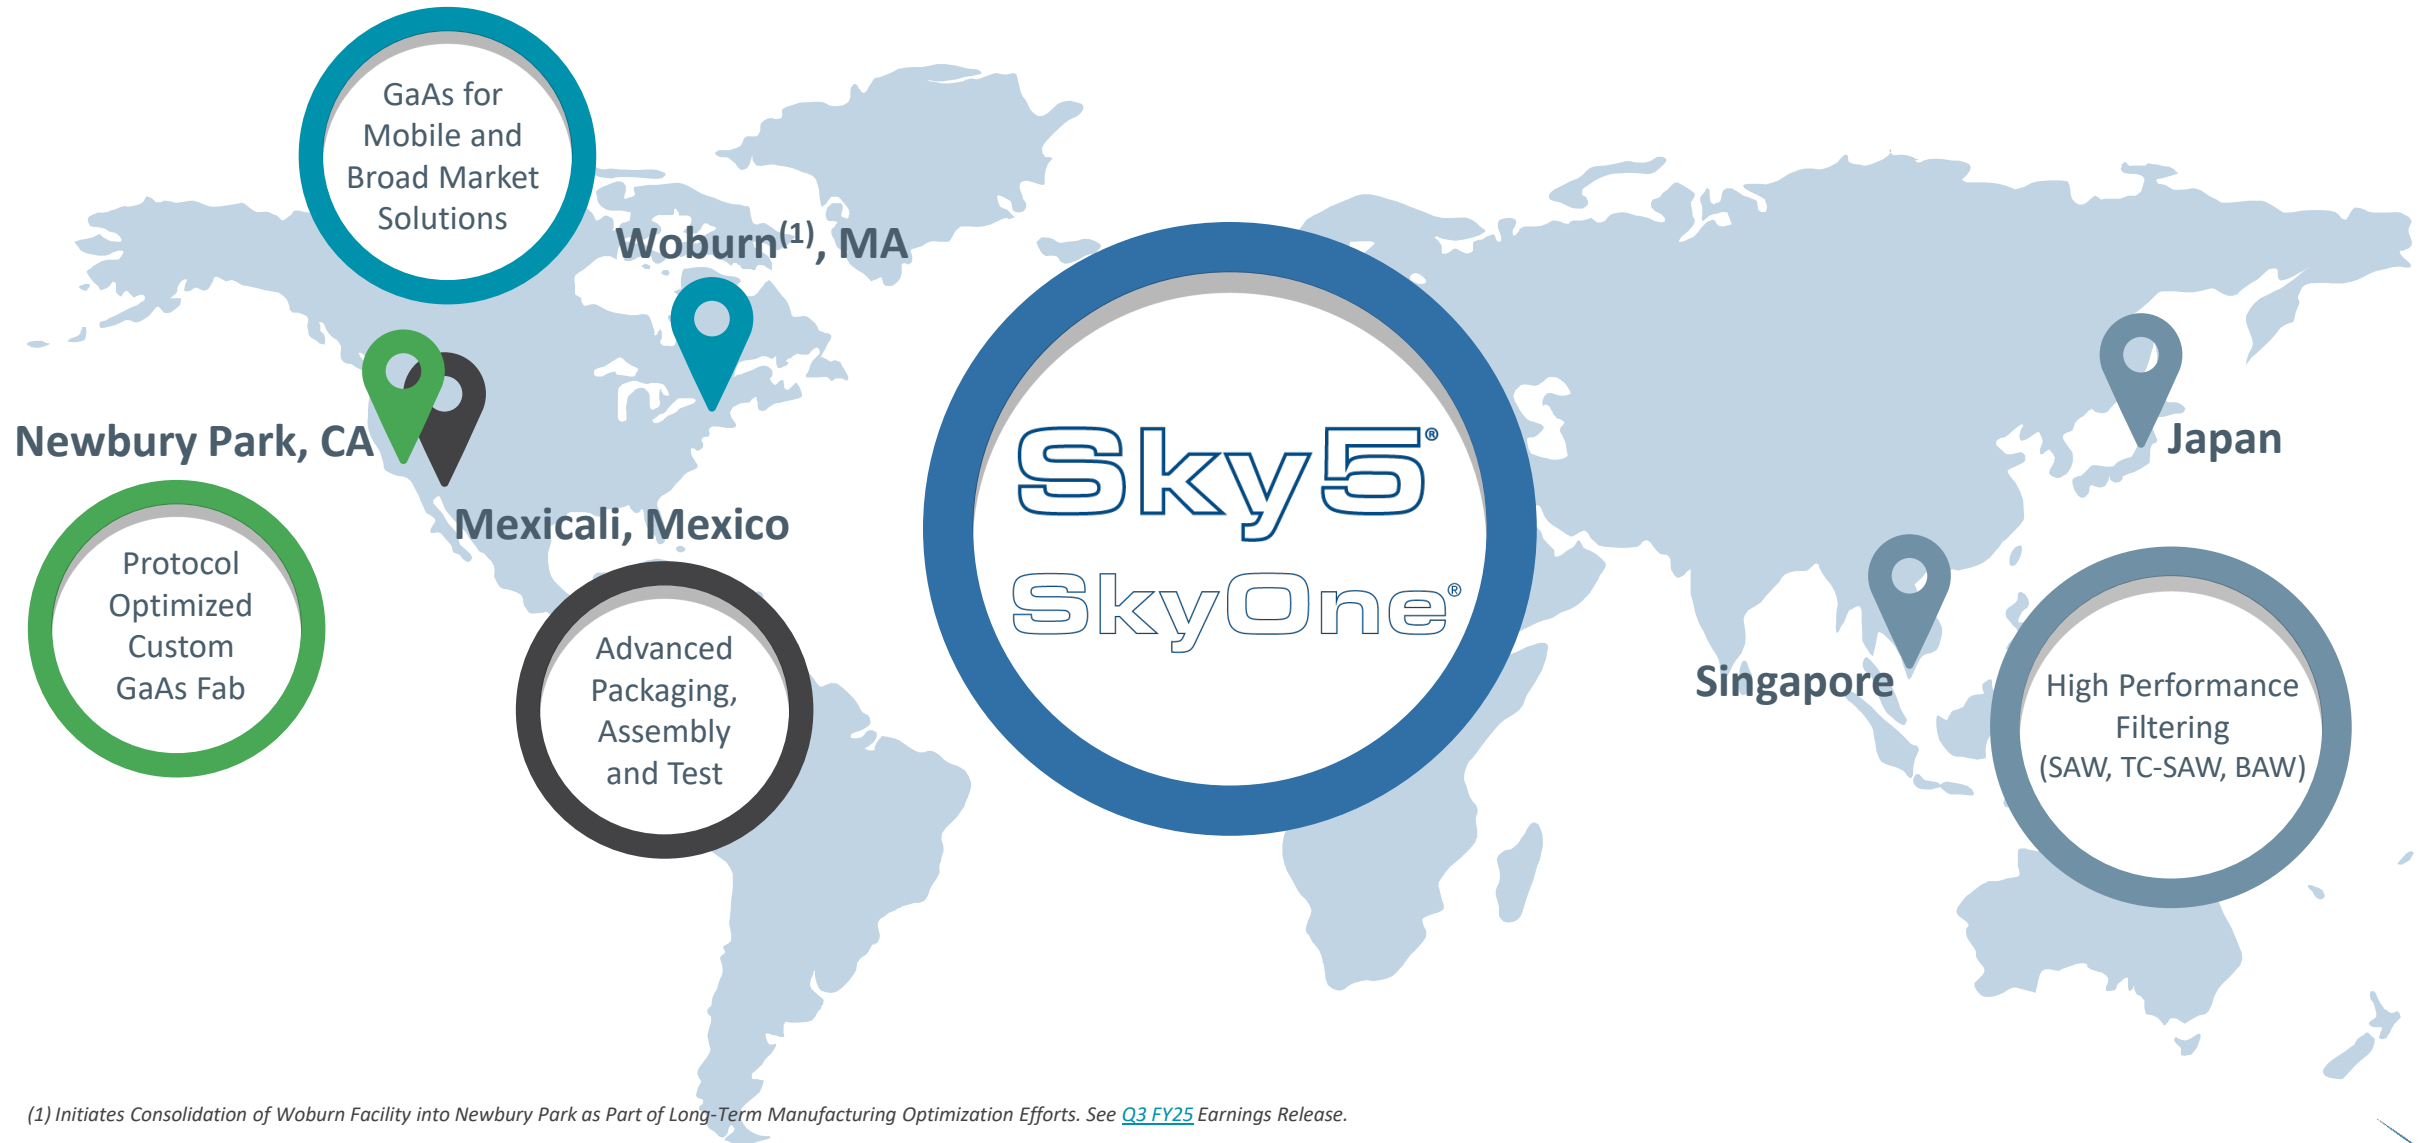 GaAs for
Mobile and
Broad Market
Solutions
Woburn(1), MA
Newbury Park, CA
Protocol
Optimized
Custom
GaAs Fab
Mexicali, Mexico
Advanced
Packaging,
Assembly
and Test
Sky5®
SkyOne®
Japan
Singapore
High Performance
Filtering
(SAW, TC-SAW, BAW)
(1) Initiates Consolidation of Woburn Facility into Newbury Park as Part of Long-Term Manufacturing Optimization Efforts. See Q3 FY25 Earnings Release.